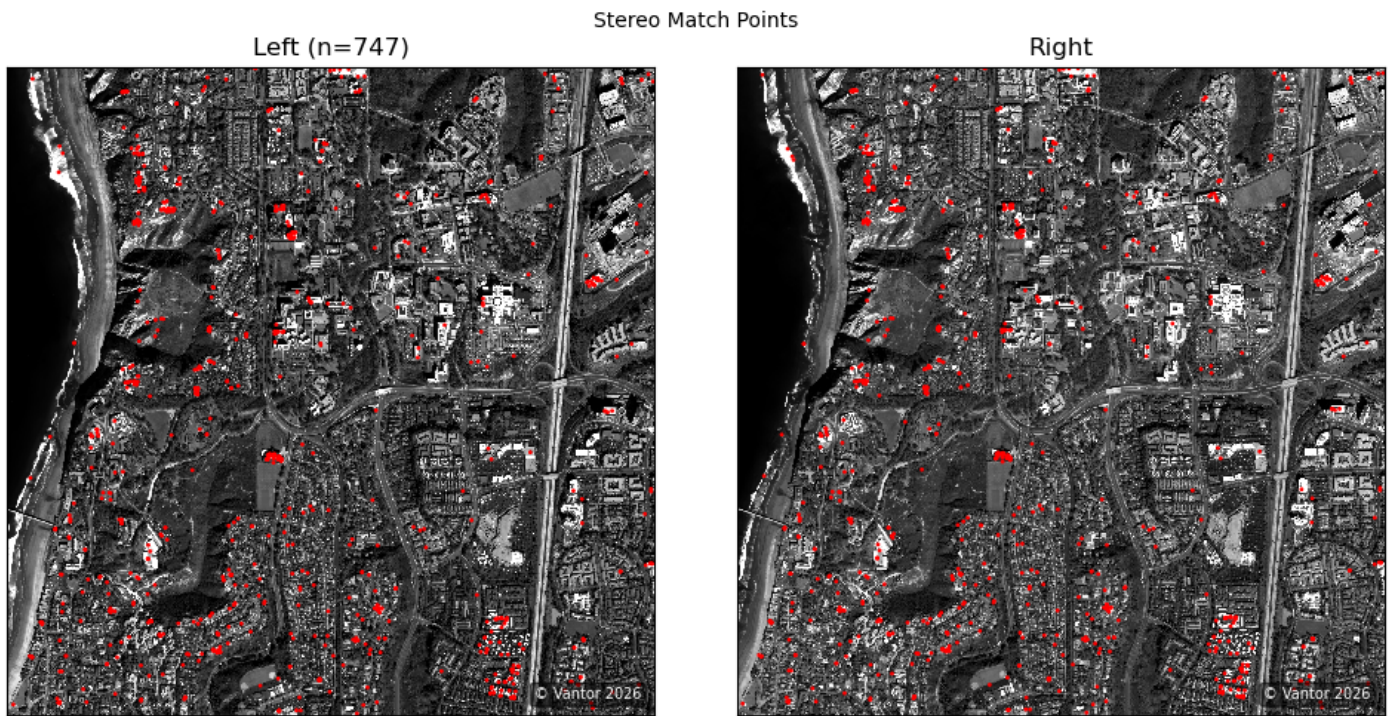 Stereo Match Points
Left (n=747)
Right
© Vantor 2026
© Vantor 2026